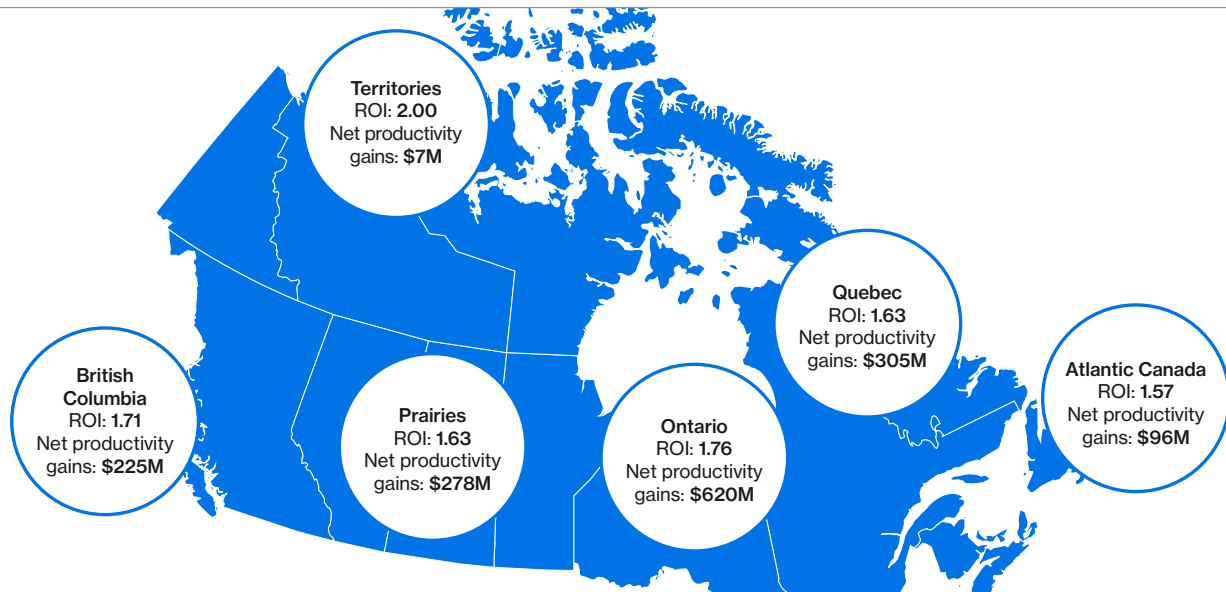 Territories
ROI: 2.00
Net productivity
gains: $7M
Quebec
ROI: 1.63
Net productivity
gains: $305M
British
Columbia
ROI: 1.71
Net productivity
gains: $225M
Prairies
ROI: 1.63
Net productivity
gains: $278M
Ontario
ROI: 1.76
Net productivity
gains: $620M
Atlantic Canada
ROI: 1.57
Net productivity
gains: $96M